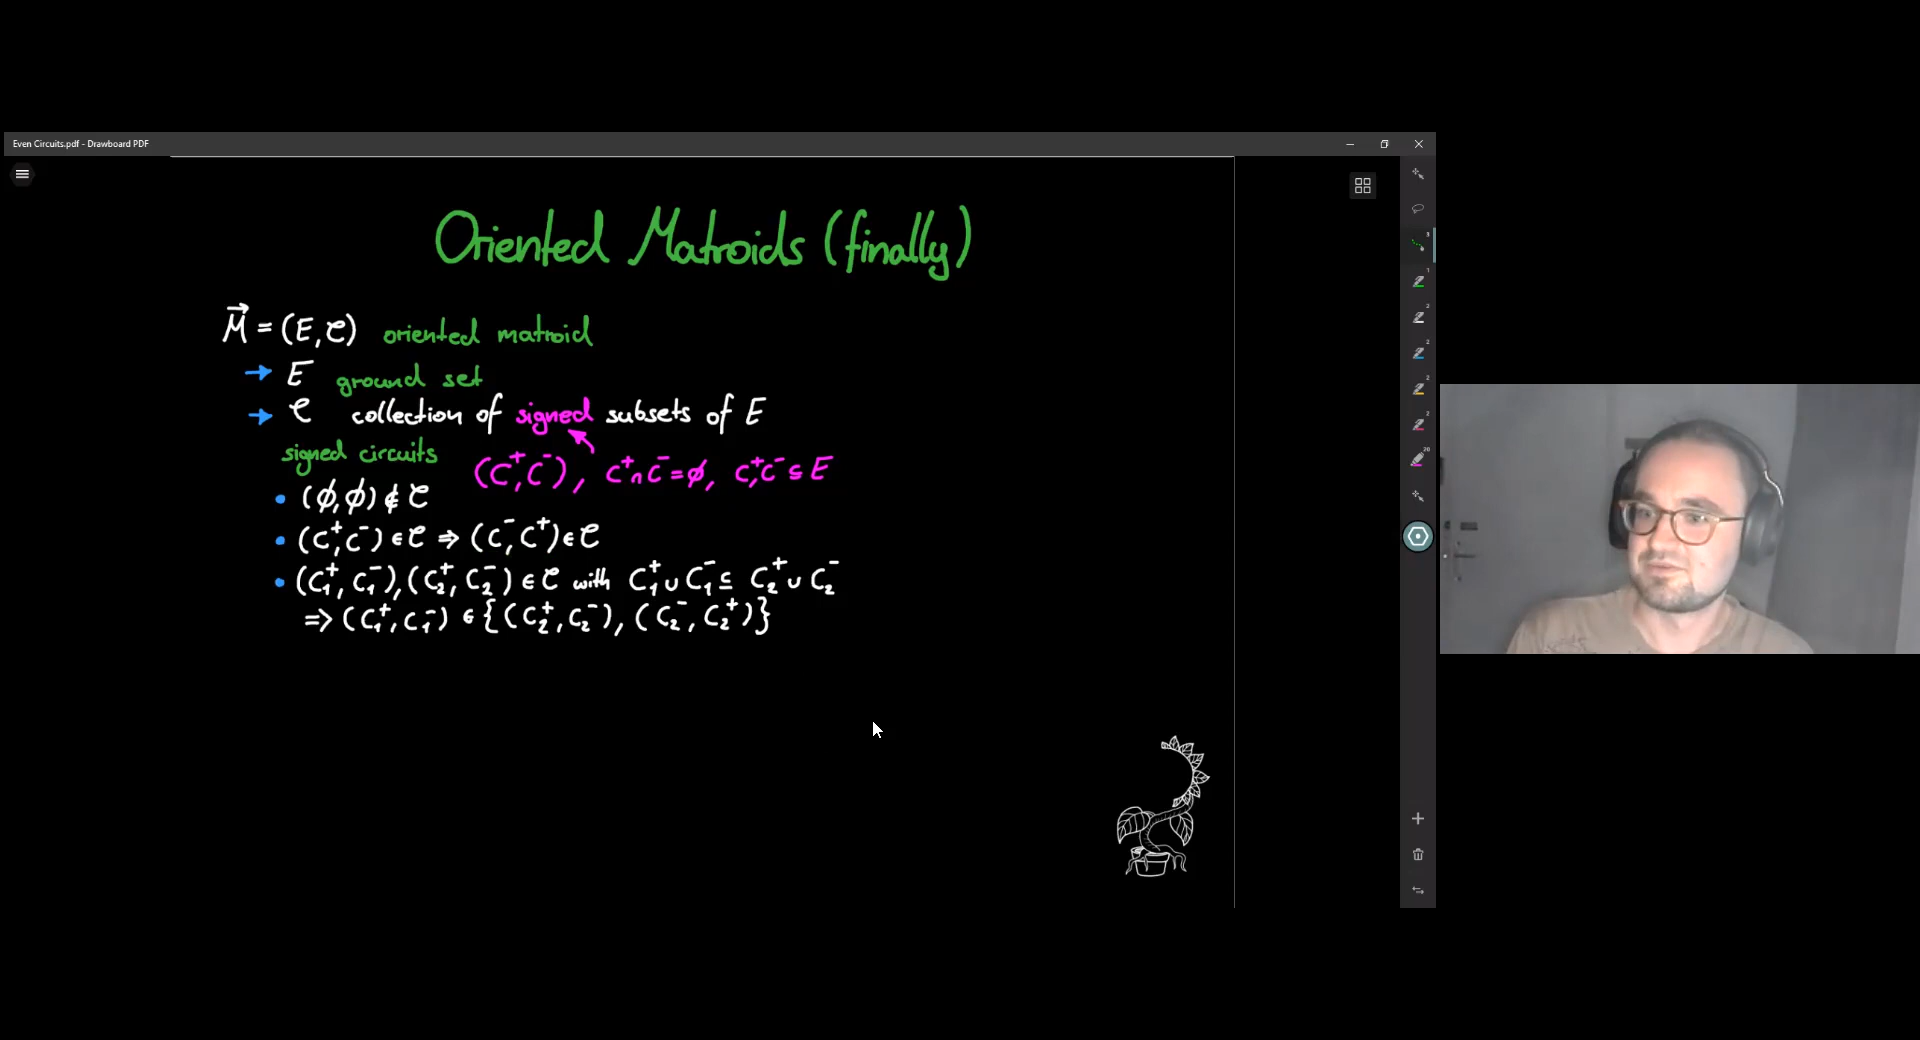 Even Circuits.pdf - Drawboard PDF
Oriented Matroids (finally)
M⃗ = (E, 𝒞) oriented matroid
→ E ground set
→ 𝒞 collection of signed subsets of E
signed circuits (C⁺, C⁻), C⁺∩C⁻=∅, C⁺,C⁻⊆E
• (∅,∅) ∉ 𝒞
• (C⁺,C⁻) ∈ 𝒞 ⇒ (C⁻,C⁺) ∈ 𝒞
• (C₁⁺, C₁⁻), (C₂⁺, C₂⁻) ∈ 𝒞 with C₁⁺ ∪ C₁⁻ ⊆ C₂⁺ ∪ C₂⁻
⇒ (C₁⁺, C₁⁻) ∈ {(C₂⁺, C₂⁻), (C₂⁻, C₂⁺)}